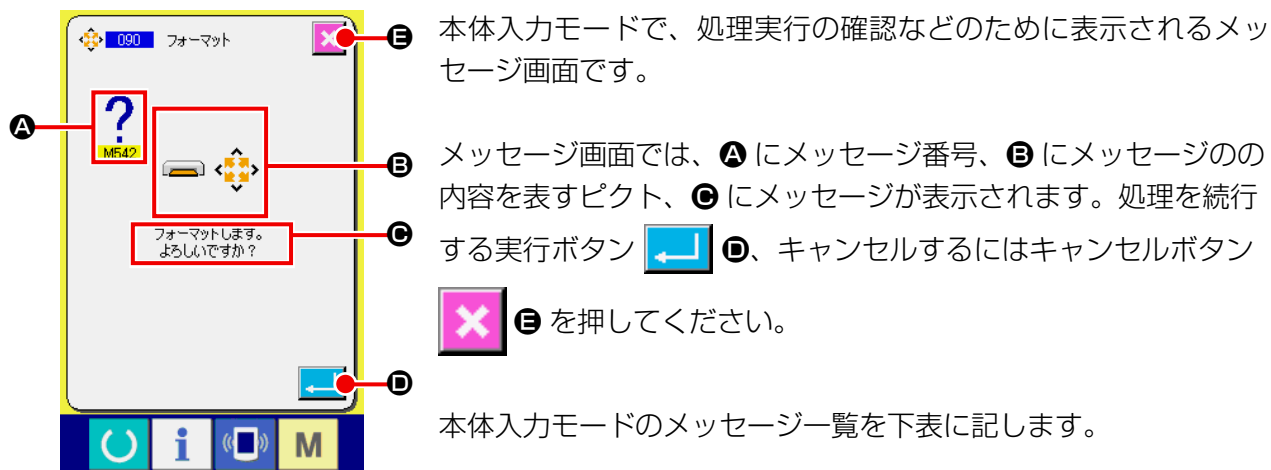 090 フォーマット
M542
フォーマットします。
よろしいですか？
M
A
B
C
D
E
本体入力モードで、処理実行の確認などのために表示されるメッ
セージ画面です。
メッセージ画面では、A にメッセージ番号、B にメッセージのの
内容を表すピクト、C にメッセージが表示されます。処理を続行
する実行ボタン D、キャンセルするにはキャンセルボタン
E を押してください。
本体入力モードのメッセージ一覧を下表に記します。